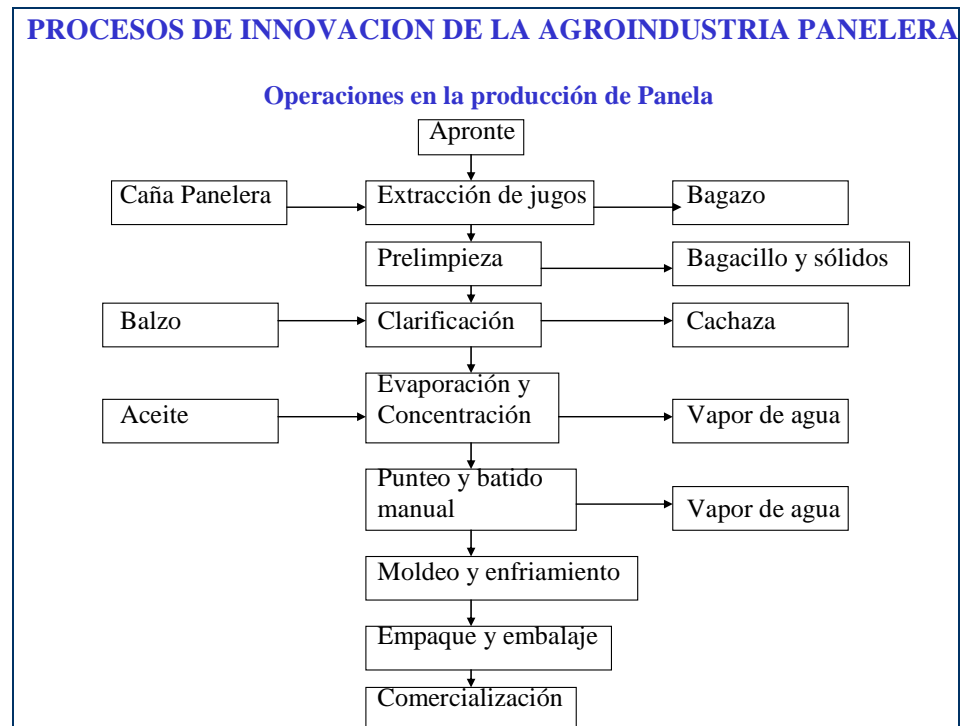 PROCESOS DE INNOVACION DE LA AGROINDUSTRIA PANELERA
Operaciones en la producción de Panela
Apronte
Caña Panelera
Extracción de jugos
Bagazo
Prelimpieza
Bagacillo y sólidos
Balzo
Clarificación
Cachaza
Evaporación y
Concentración
Aceite
Vapor de agua
Punteo y batido
manual
Vapor de agua
Moldeo y enfriamiento
Empaque y embalaje
Comercialización